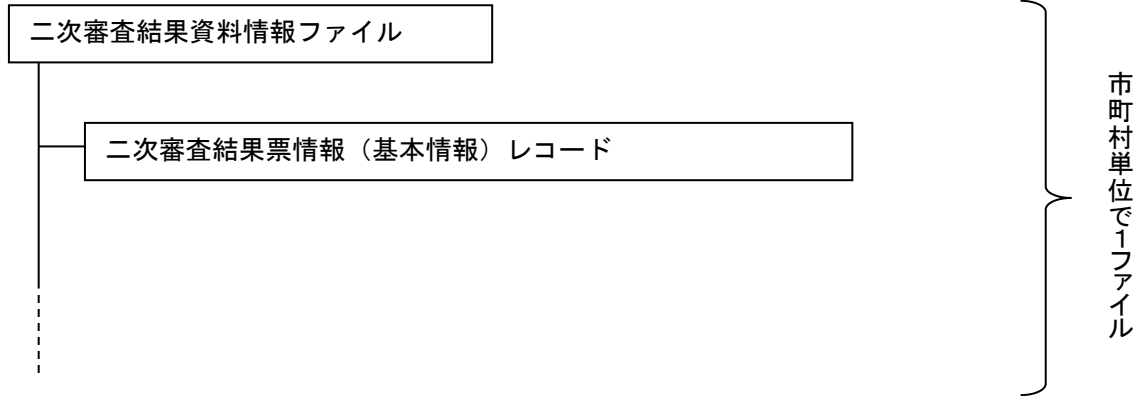 二次審査結果資料情報ファイル
二次審査結果票情報（基本情報）レコード
市町村単位で１ファイル